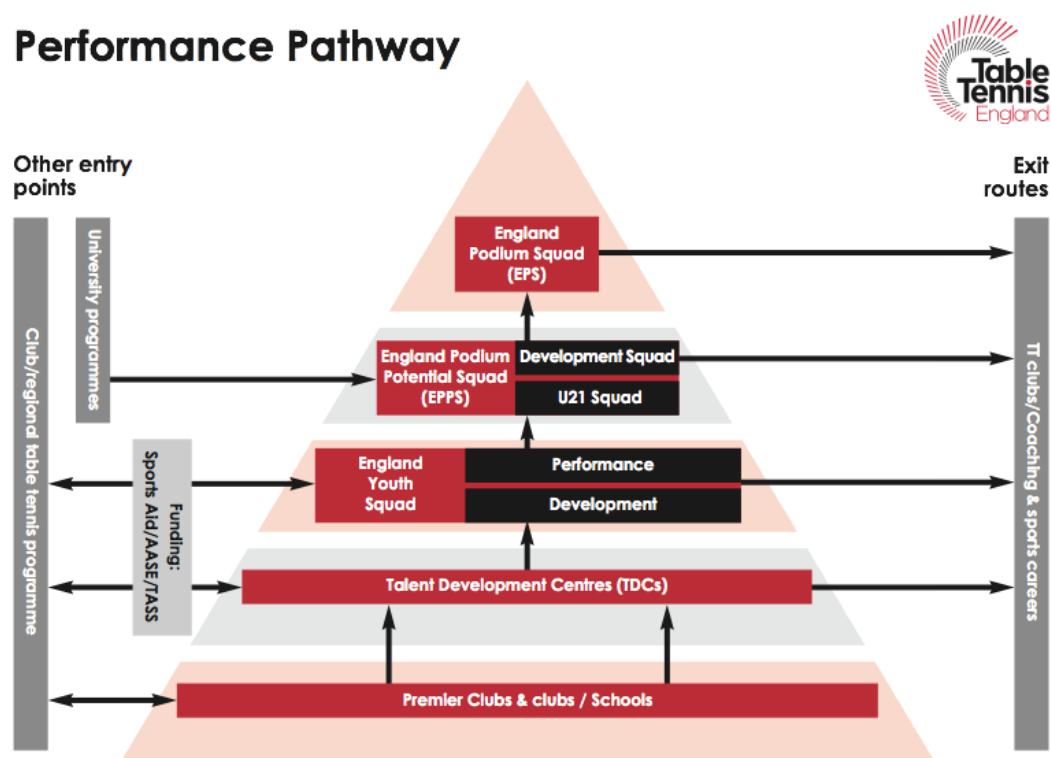 Performance Pathway
Table
Tennis
England
Other entry
points
Exit
routes
Club/regional table tennis programme
University programmes
Funding:
Sports Aid/AASE/TASS
England
Podium Squad
(EPS)
England Podium
Potential Squad
(EPPS)
Development Squad
U21 Squad
England
Youth
Squad
Performance
Development
Talent Development Centres (TDCs)
Premier Clubs & clubs / Schools
TT clubs/Coaching & sports careers